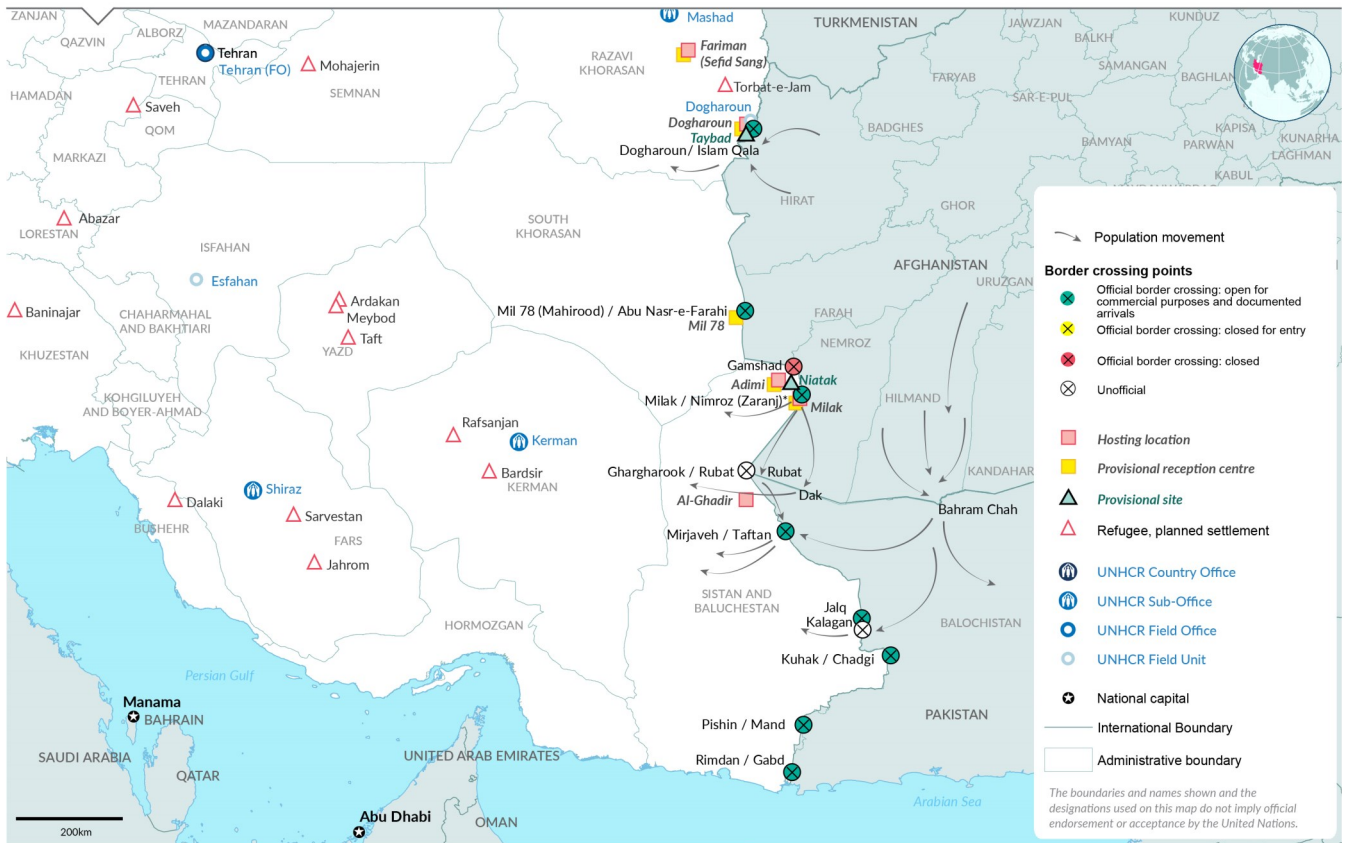 ZANJAN
MAZANDARAN
Mashad
TURKMENISTAN
JAWZJAN
KUNDUZ
ALBORZ
QAZVIN
BALKH
Tehran
Tehran (FO)
Mohajerin
RAZAVI
KHORASAN
Fariman
(Sefid Sang)
SAMANGAN
BAGHLAN
TEHRAN
SEMNAN
HAMADAN
Saveh
Torbat-e-Jam
FARYAB
SAR-E-PUL
QOM
Dogharoun
Dogharoun
Taybad
BADGHES
KAPISA
KUNARHA
MARKAZI
Dogharoun / Islam Qala
BAMYAN
PARWAN
LAGHMAN
KABUL
HIRAT
GHOR
Abazar
LORESTAN
SOUTH
KHORASAN
ISFAHAN
AFGHANISTAN
Esfahan
URUZGAN
Baninajar
CHAHARMAHAL
AND BAKHTIARI
Ardakan
Meybod
Taft
YAZD
Mil 78 (Mahirood) / Abu Nasr-e-Farahi
Mil 78
FARAH
NEMROZ
KHUZESTAN
Gamshad
Niatak
Adimi
KOHGILUYEH
AND BOYER-AHMAD
Milak / Nimroz (Zaranj)*
Milak
HILMAND
Rafsanjan
Kerman
Bardsir
KERMAN
Ghargharook / Rubat
Rubat
KANDAHAR
Shiraz
Dalaki
Al-Ghadir
Dak
Bahram Chah
BUSHEHR
Sarvestan
Mirjaveh / Taftan
FARS
Jahrom
SISTAN AND
BALUCHESTAN
Jalq
Kalagan
BALOCHISTAN
HORMOZGAN
Kuhak / Chadgi
Persian Gulf
Manama
BAHRAIN
Pishin / Mand
PAKISTAN
SAUDI ARABIA
QATAR
UNITED ARAB EMIRATES
Rimdan / Gabd
Arabian Sea
Abu Dhabi
OMAN
200km
Population movement
Border crossing points
Official border crossing: open for
commercial purposes and documented
arrivals
Official border crossing: closed for entry
Official border crossing: closed
Unofficial
Hosting location
Provisional reception centre
Provisional site
Refugee, planned settlement
UNHCR Country Office
UNHCR Sub-Office
UNHCR Field Office
UNHCR Field Unit
National capital
International Boundary
Administrative boundary
The boundaries and names shown and the
designations used on this map do not imply official
endorsement or acceptance by the United Nations.